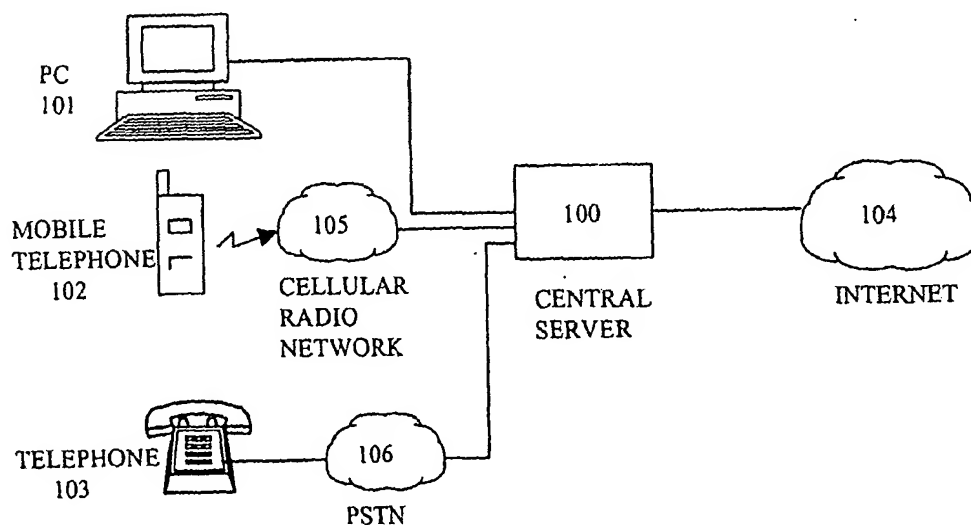 PC
101
MOBILE
TELEPHONE
102
105
CELLULAR
RADIO
NETWORK
100
CENTRAL
SERVER
104
INTERNET
TELEPHONE
103
106
PSTN